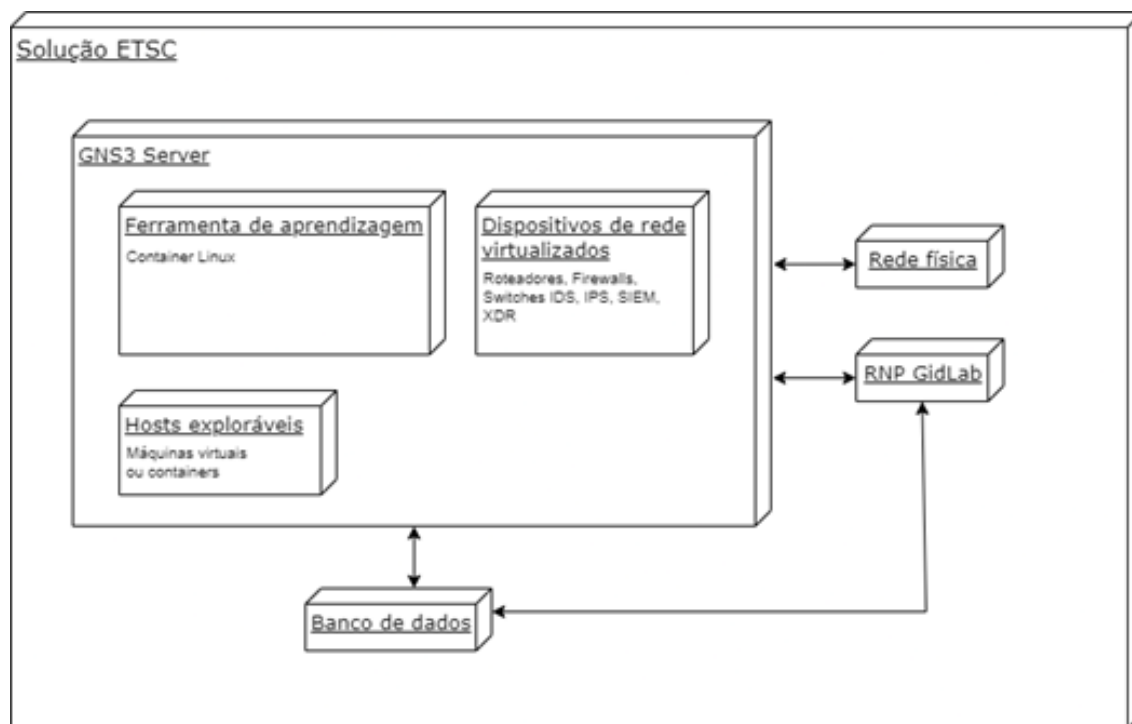 Solução ETSC
GNS3 Server
Ferramenta de aprendizagem
Container Linux
Dispositivos de rede
virtualizados
Roteadores, Firewalls,
Switches IDS, IPS, SIEM,
XDR
Rede física
RNP GidLab
Hosts exploráveis
Máquinas virtuais
ou containers
Banco de dados